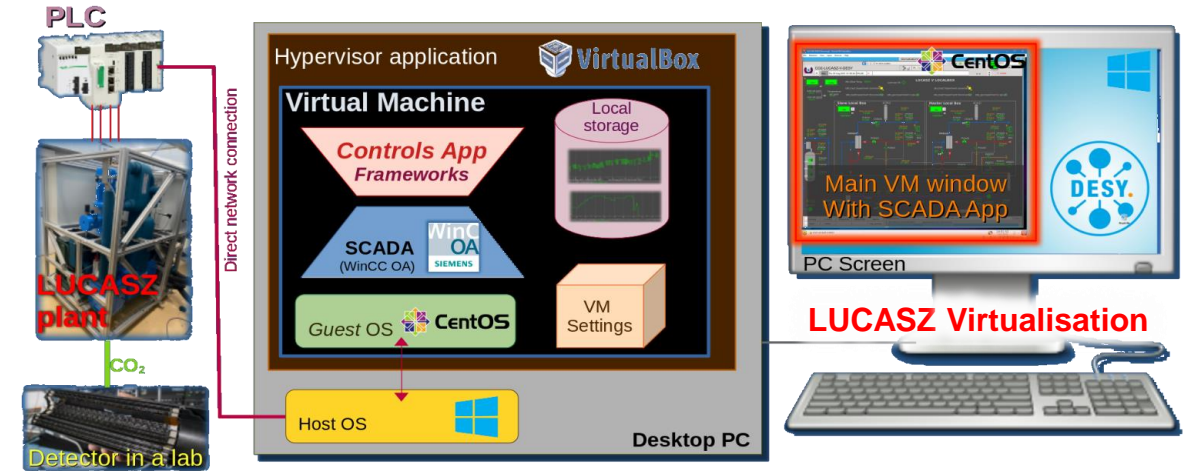 PLC
LUCASZ
plant
CO₂
Detector in a lab
Direct network connection
Hypervisor application
VirtualBox
Virtual Machine
Controls App
Frameworks
SCADA
(WinCC OA)
WinC
OA
SIEMENS
Guest OS
CentOS
Local
storage
VM
Settings
Host OS
Desktop PC
CentOS
Main VM window
With SCADA App
DESY.
PC Screen
LUCASZ Virtualisation